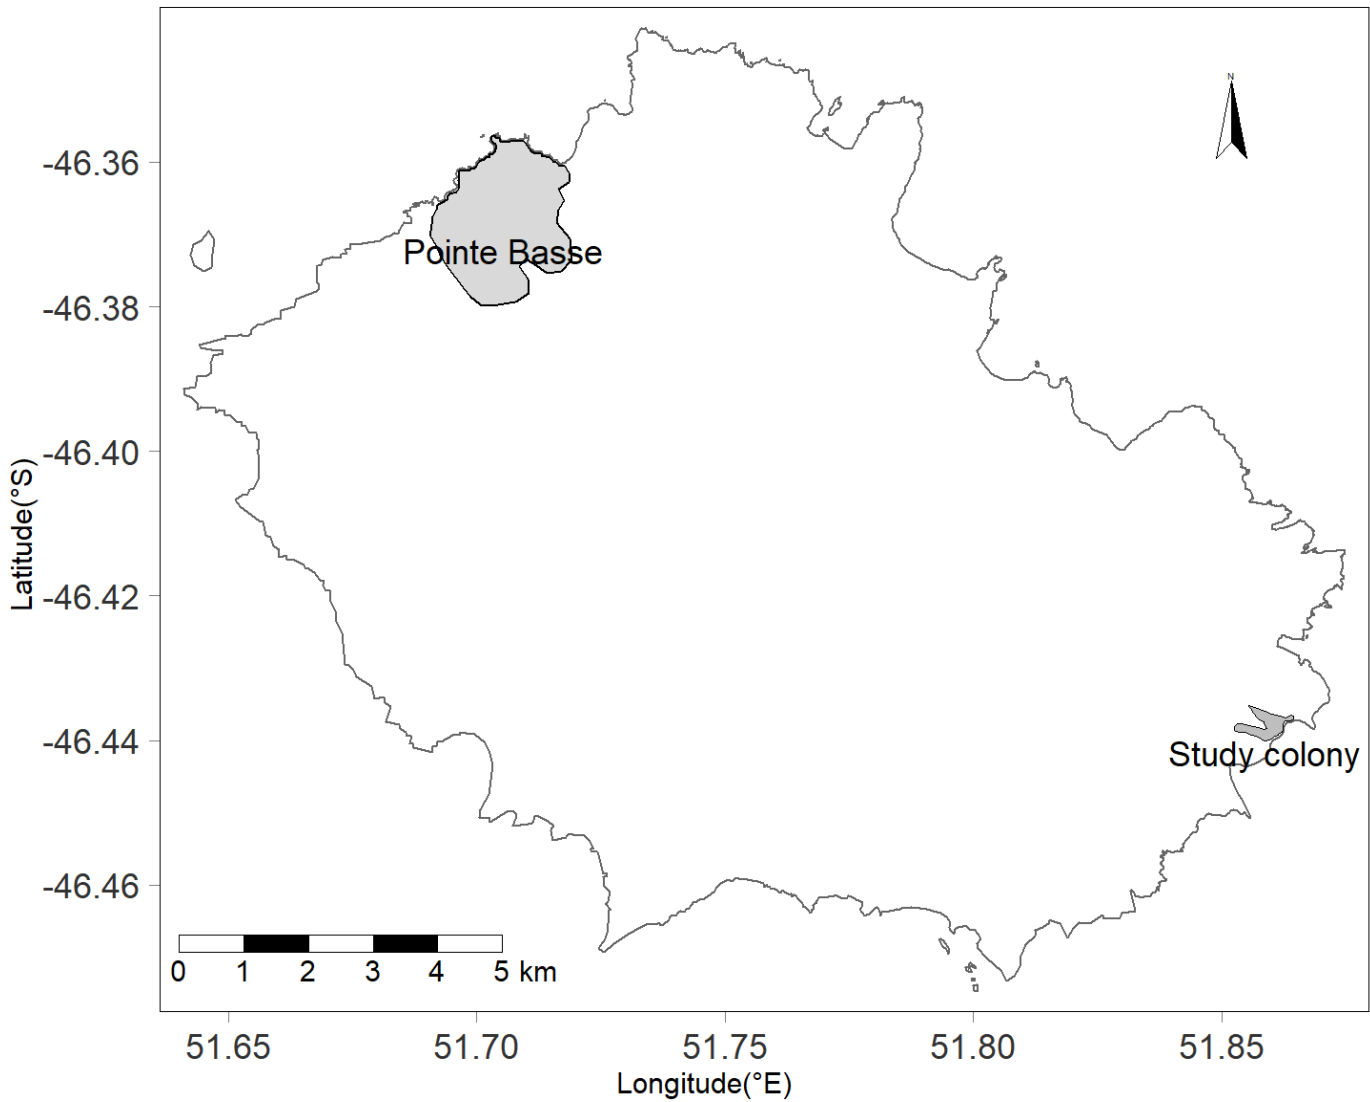 N
-46.36
Pointe Basse
-46.38
-46.40
Latitude(°S)
-46.42
-46.44
Study colony
-46.46
0 1 2 3 4 5 km
51.65 51.70 51.75 51.80 51.85
Longitude(°E)